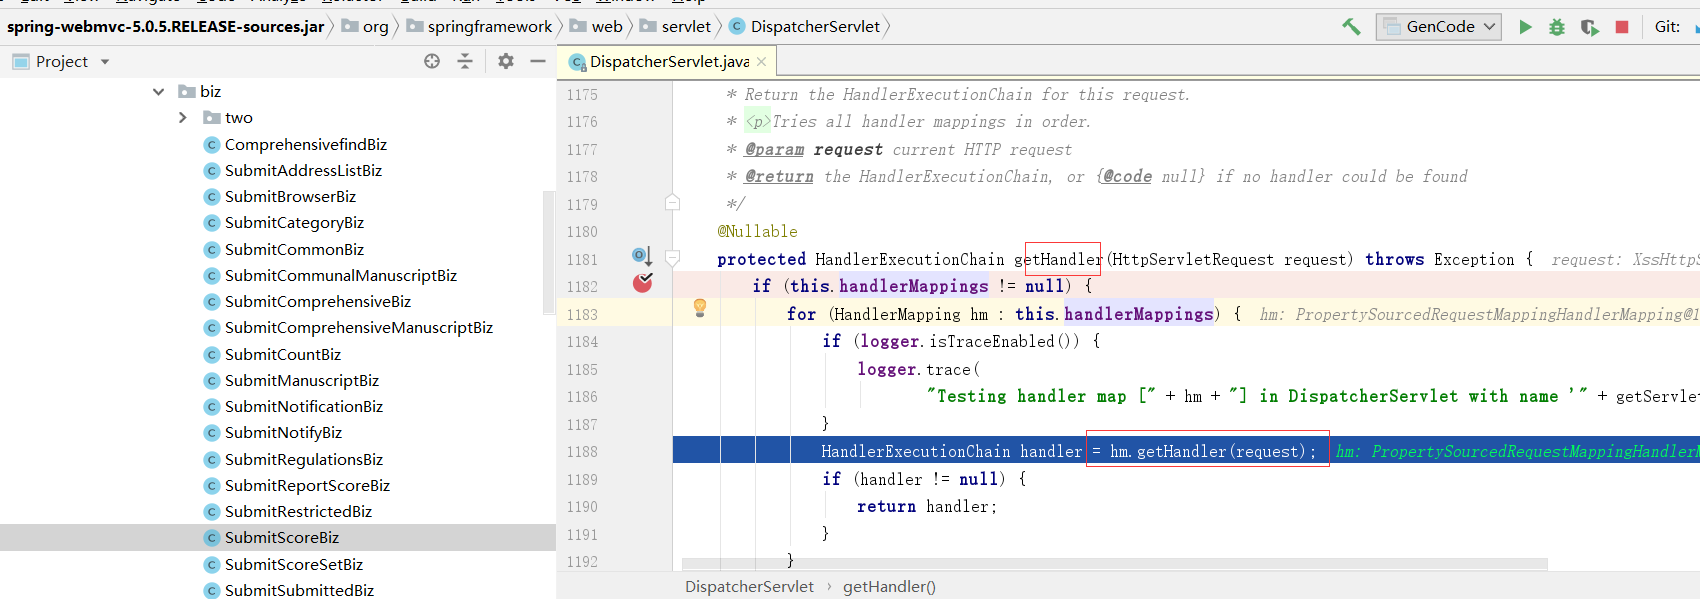 spring-webmvc-5.0.5.RELEASE-sources.jar org springframework web servlet DispatcherServlet GenCode Git:
Project
DispatcherServlet.java
biz
two
ComprehensivefindBiz
SubmitAddressListBiz
SubmitBrowserBiz
SubmitCategoryBiz
SubmitCommonBiz
SubmitCommunalManuscriptBiz
SubmitComprehensiveBiz
SubmitComprehensiveManuscriptBiz
SubmitCountBiz
SubmitManuscriptBiz
SubmitNotificationBiz
SubmitNotifyBiz
SubmitRegulationsBiz
SubmitReportScoreBiz
SubmitRestrictedBiz
SubmitScoreBiz
SubmitScoreSetBiz
SubmitSubmittedBiz
1175 * Return the HandlerExecutionChain for this request.
1176 * <p>Tries all handler mappings in order.
1177 * @param request current HTTP request
1178 * @return the HandlerExecutionChain, or {@code null} if no handler could be found
1179 */
1180 @Nullable
1181 protected HandlerExecutionChain getHandler(HttpServletRequest request) throws Exception { request: XssHttpS
1182 if (this.handlerMappings != null) {
1183 for (HandlerMapping hm : this.handlerMappings) { hm: PropertySourcedRequestMappingHandlerMapping@1
1184 if (logger.isTraceEnabled()) {
1185 logger.trace(
1186 "Testing handler map [" + hm + "] in DispatcherServlet with name '" + getServlet
1187 }
1188 HandlerExecutionChain handler = hm.getHandler(request); hm: PropertySourcedRequestMappingHandlerM
1189 if (handler != null) {
1190 return handler;
1191 }
1192 }
DispatcherServlet › getHandler()